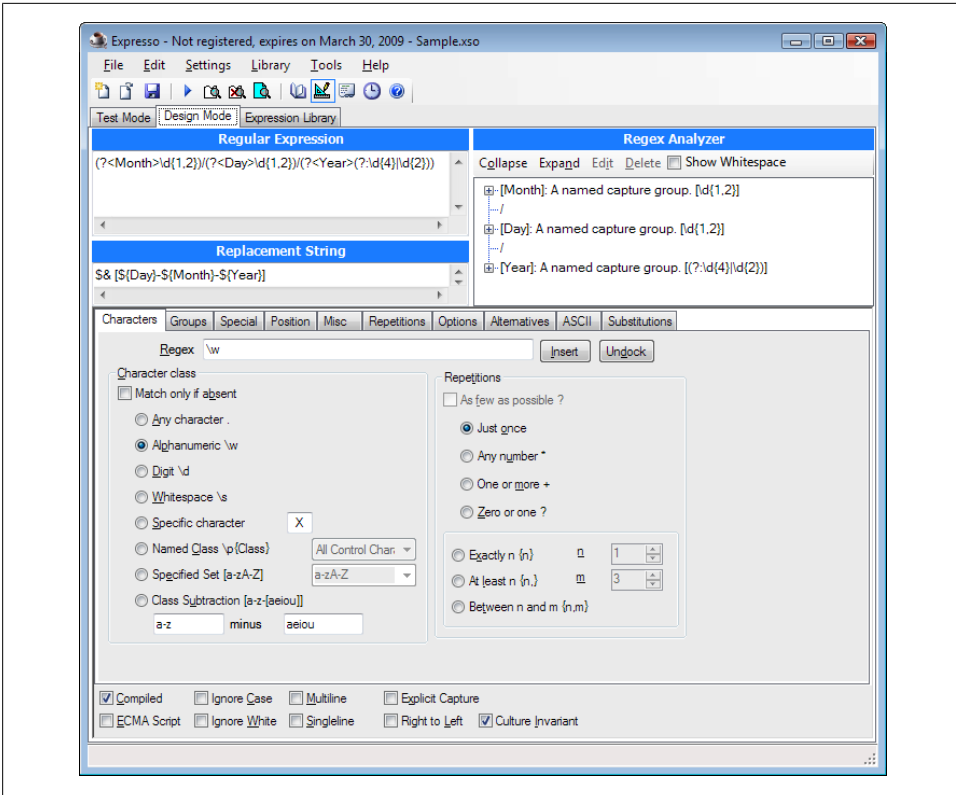 Expresso - Not registered, expires on March 30, 2009 - Sample.xso
File Edit Settings Library Tools Help
Test Mode Design Mode Expression Library
Regular Expression
(?<Month>\d{1,2})/(?<Day>\d{1,2})/(?<Year>(?:\d{4}|\d{2}))
Replacement String
$& [${Day}-${Month}-${Year}]
Regex Analyzer
Collapse Expand Edit Delete Show Whitespace
[Month]: A named capture group. [\d{1,2}]
/
[Day]: A named capture group. [\d{1,2}]
/
[Year]: A named capture group. [(?:\d{4}|\d{2})]
Characters Groups Special Position Misc Repetitions Options Alternatives ASCII Substitutions
Regex \w Insert Undock
Character class
Match only if absent
Any character .
Alphanumeric \w
Digit \d
Whitespace \s
Specific character X
Named Class \p{Class} All Control Char
Specified Set [a-zA-Z] a-zA-Z
Class Subtraction [a-z-[aeiou]]
a-z minus aeiou
Repetitions
As few as possible ?
Just once
Any number *
One or more +
Zero or one ?
Exactly n {n} n 1
At least n {n,} m 3
Between n and m {n,m}
Compiled Ignore Case Multiline Explicit Capture
ECMA Script Ignore White Singleline Right to Left Culture Invariant